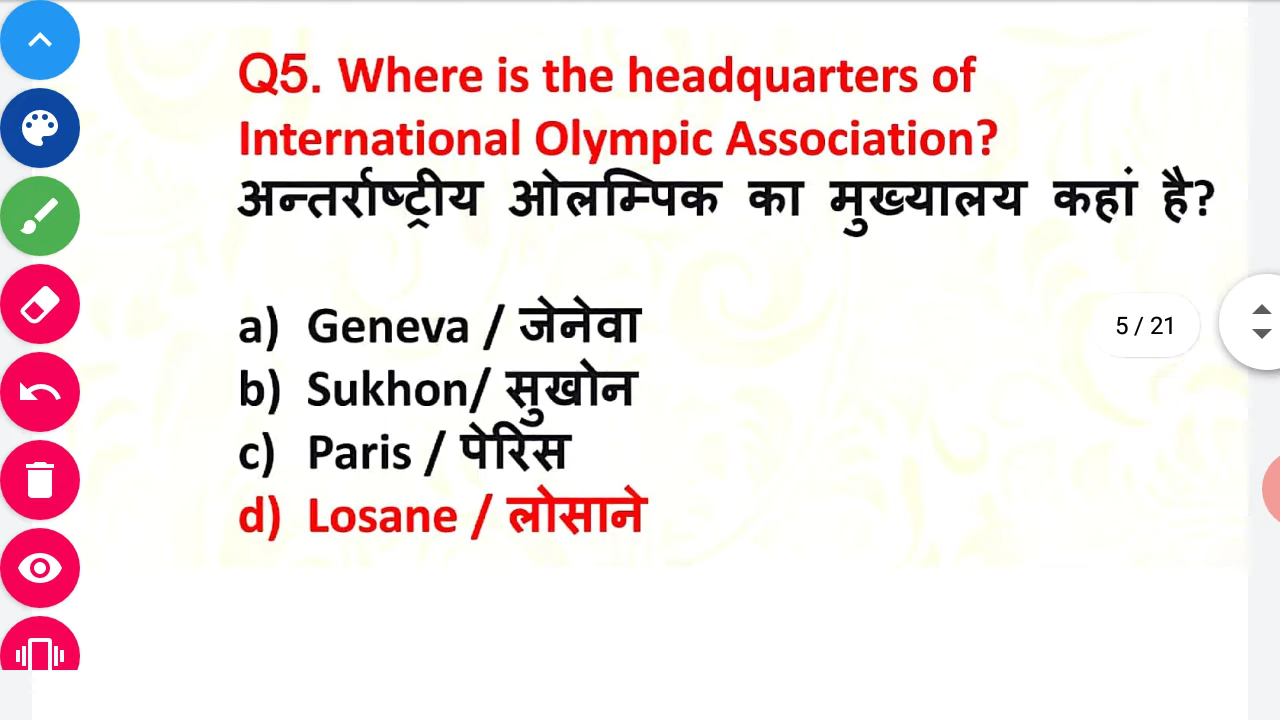 Q5. Where is the headquarters of
International Olympic Association?
अन्तर्राष्ट्रीय ओलम्पिक का मुख्यालय कहां है?
a) Geneva / जेनेवा
b) Sukhon/ सुखोन
c) Paris / पेरिस
d) Losane / लोसाने
5 / 21